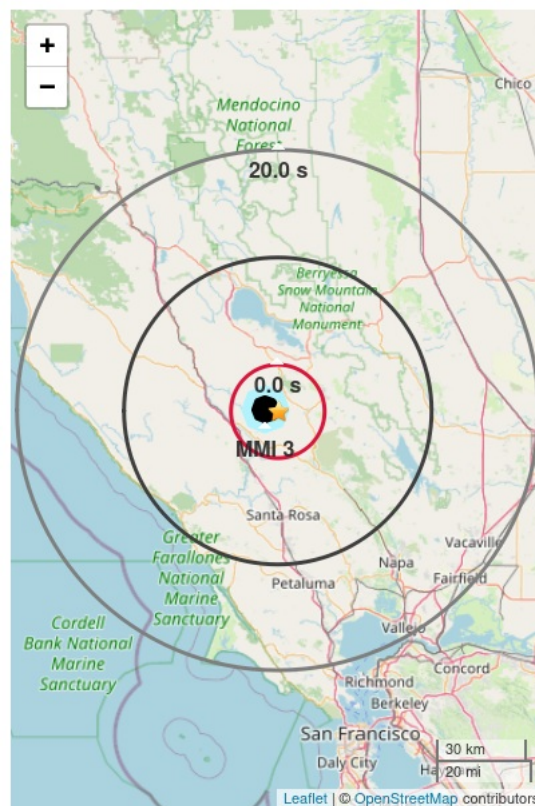 +
−
Chico
Mendocino
National
Forest
20.0 s
Berryessa
Snow Mountain
National
Monument
0.0 s
MMI 3
Santa Rosa
Greater
Farallones
National
Marine
Sanctuary
Vacaville
Napa
Fairfield
Petaluma
Cordell
Bank National
Marine
Sanctuary
Vallejo
Concord
Richmond
Berkeley
San Francisco
Daly City
30 km
20 mi
Leaflet | © OpenStreetMap contributors